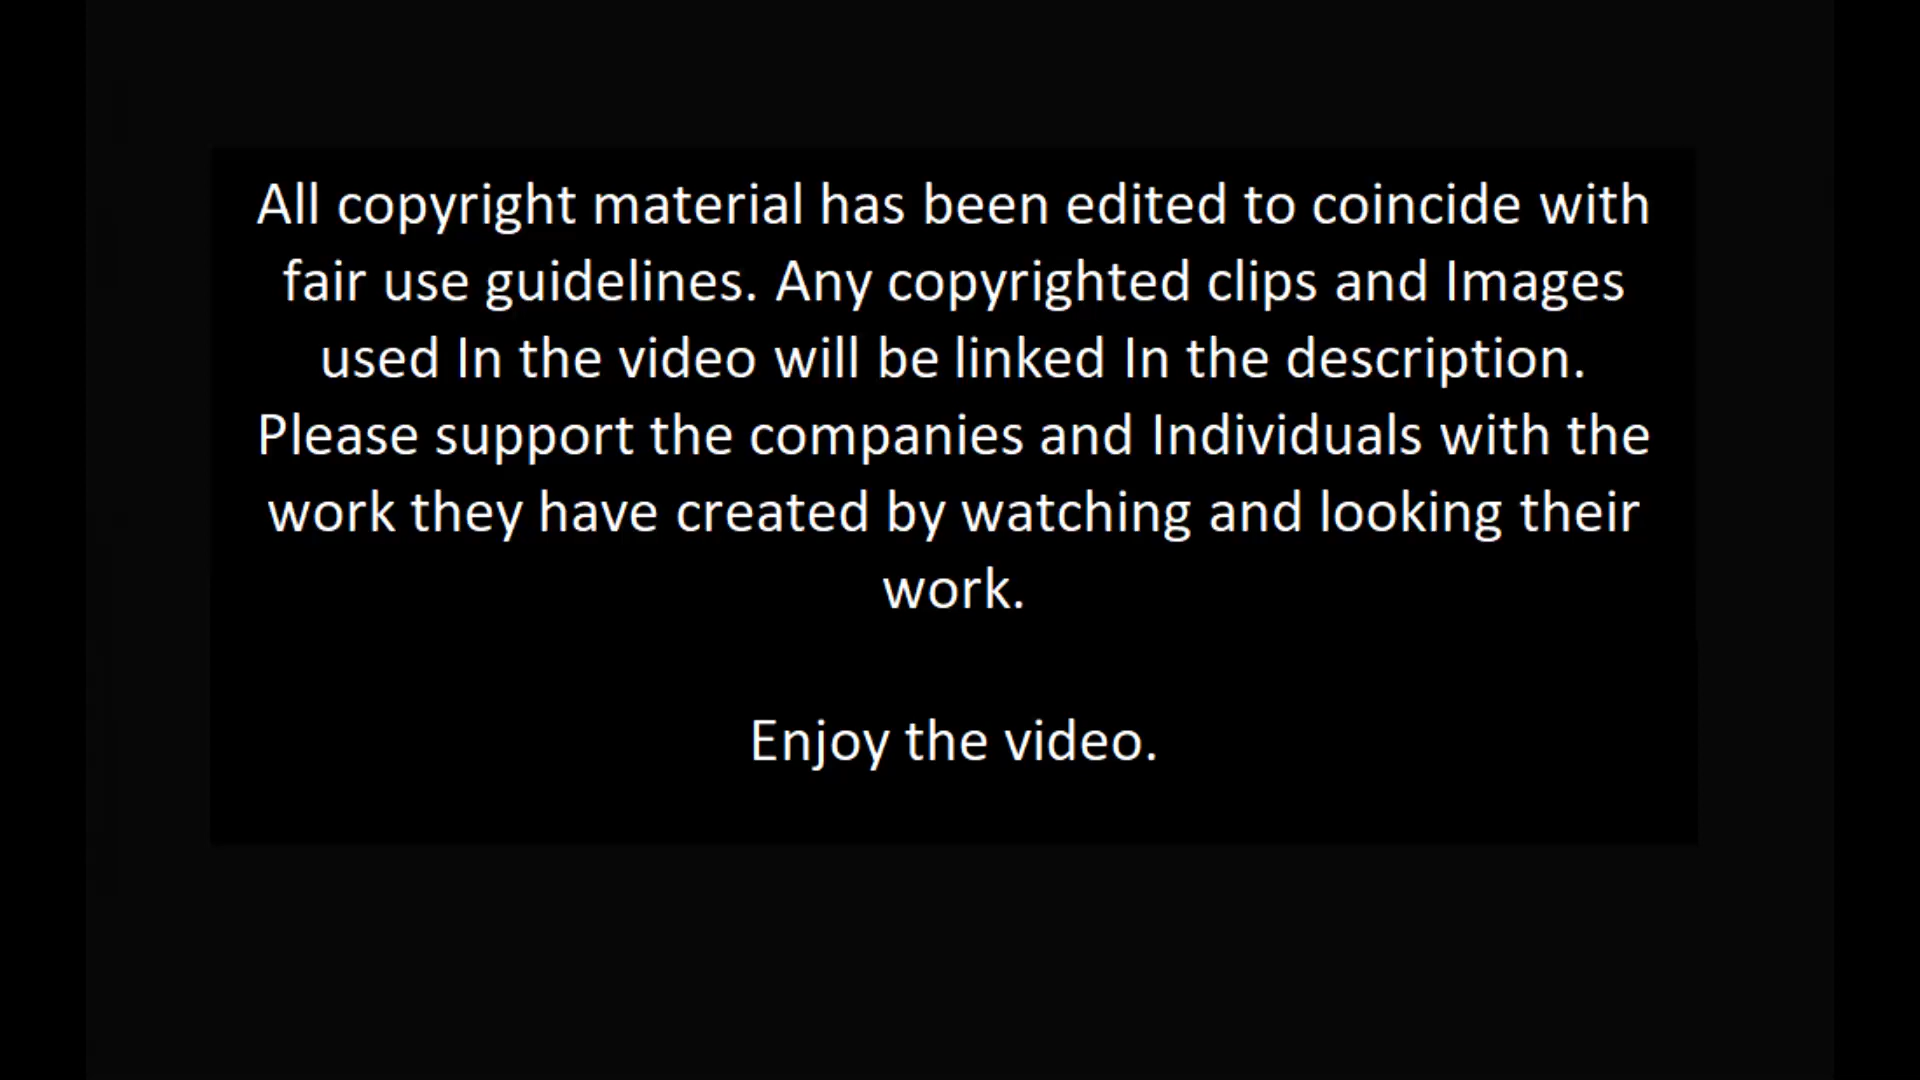 All copyright material has been edited to coincide with
fair use guidelines. Any copyrighted clips and Images
used In the video will be linked In the description.
Please support the companies and Individuals with the
work they have created by watching and looking their
work.
Enjoy the video.